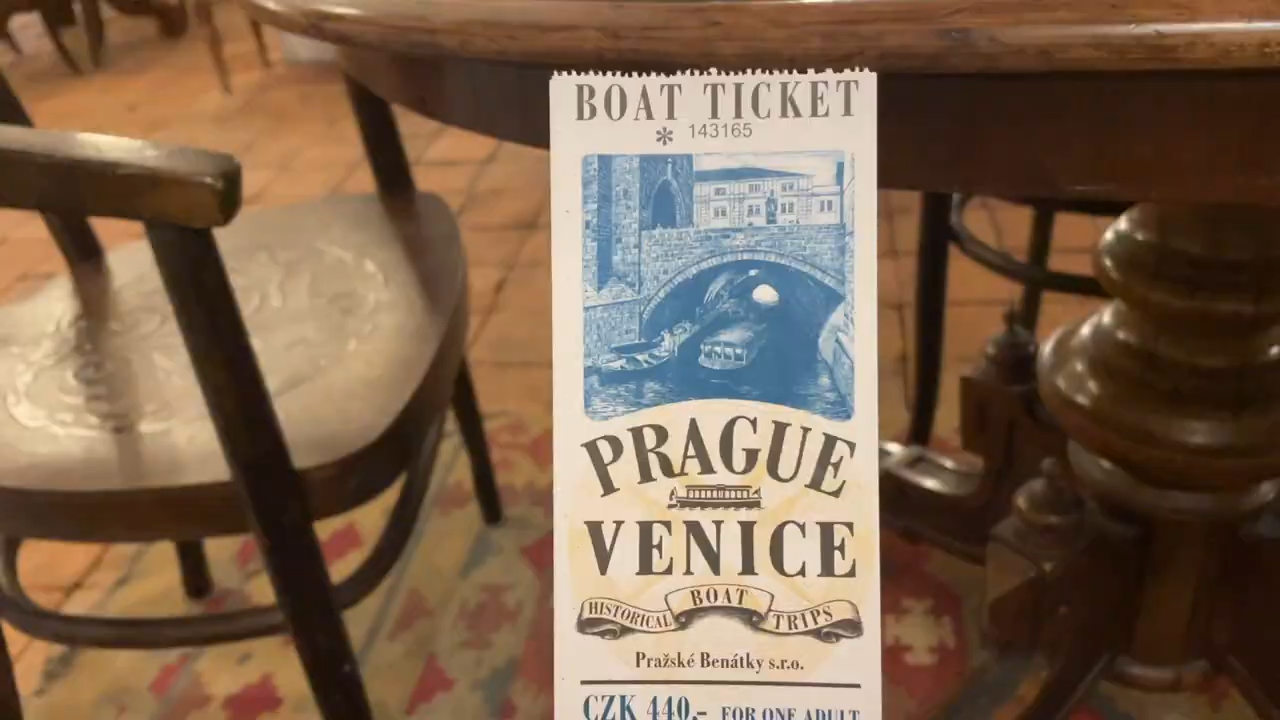 BOAT TICKET
* 143165
PRAGUE
VENICE
HISTORICAL BOAT TRIPS
Pražské Benátky s.r.o.
CZK 440,- FOR ONE ADULT